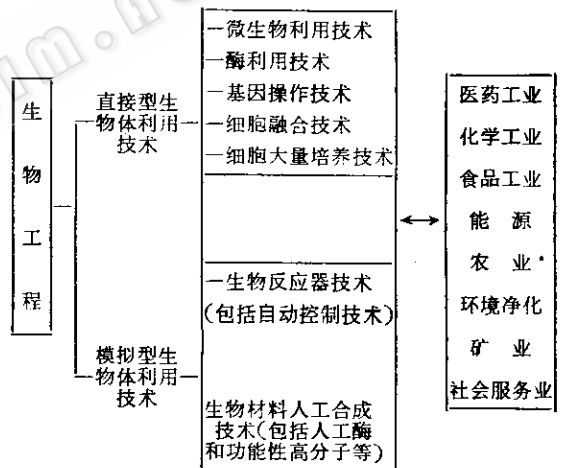 生
物
工
程
直接型生
物体利用
技术
模拟型生
物体利用
技术
一微生物利用技术
一酶利用技术
一基因操作技术
一细胞融合技术
一细胞大量培养技术
一生物反应器技术
(包括自动控制技术)
生物材料人工合成
技术(包括人工酶
和功能性高分子等)
医药工业
化学工业
食品工业
能 源
农 业
环境净化
矿 业
社会服务业